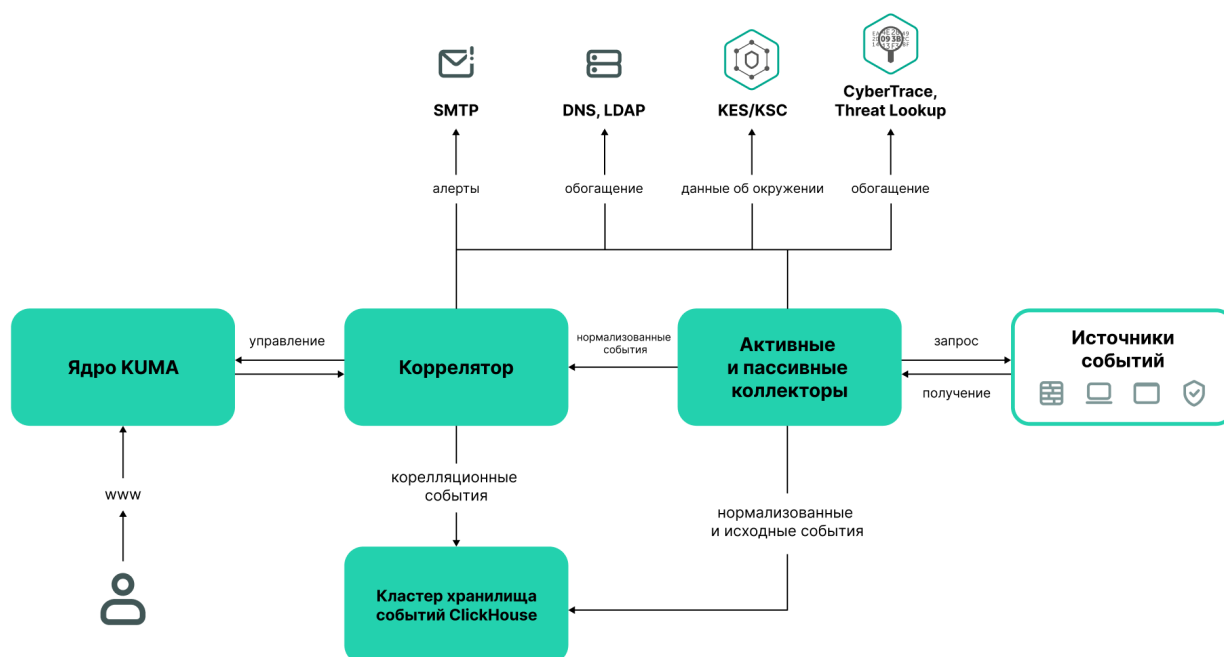 SMTP
DNS, LDAP
KES/KSC
CyberTrace,
Threat Lookup
алерты
обогащение
данные об окружении
обогащение
Ядро KUMA
управление
Коррелятор
нормализованные
события
Активные
и пассивные
коллекторы
запрос
получение
Источники
событий
www
корелляционные
события
нормализованные
и исходные события
Кластер хранилища
событий ClickHouse